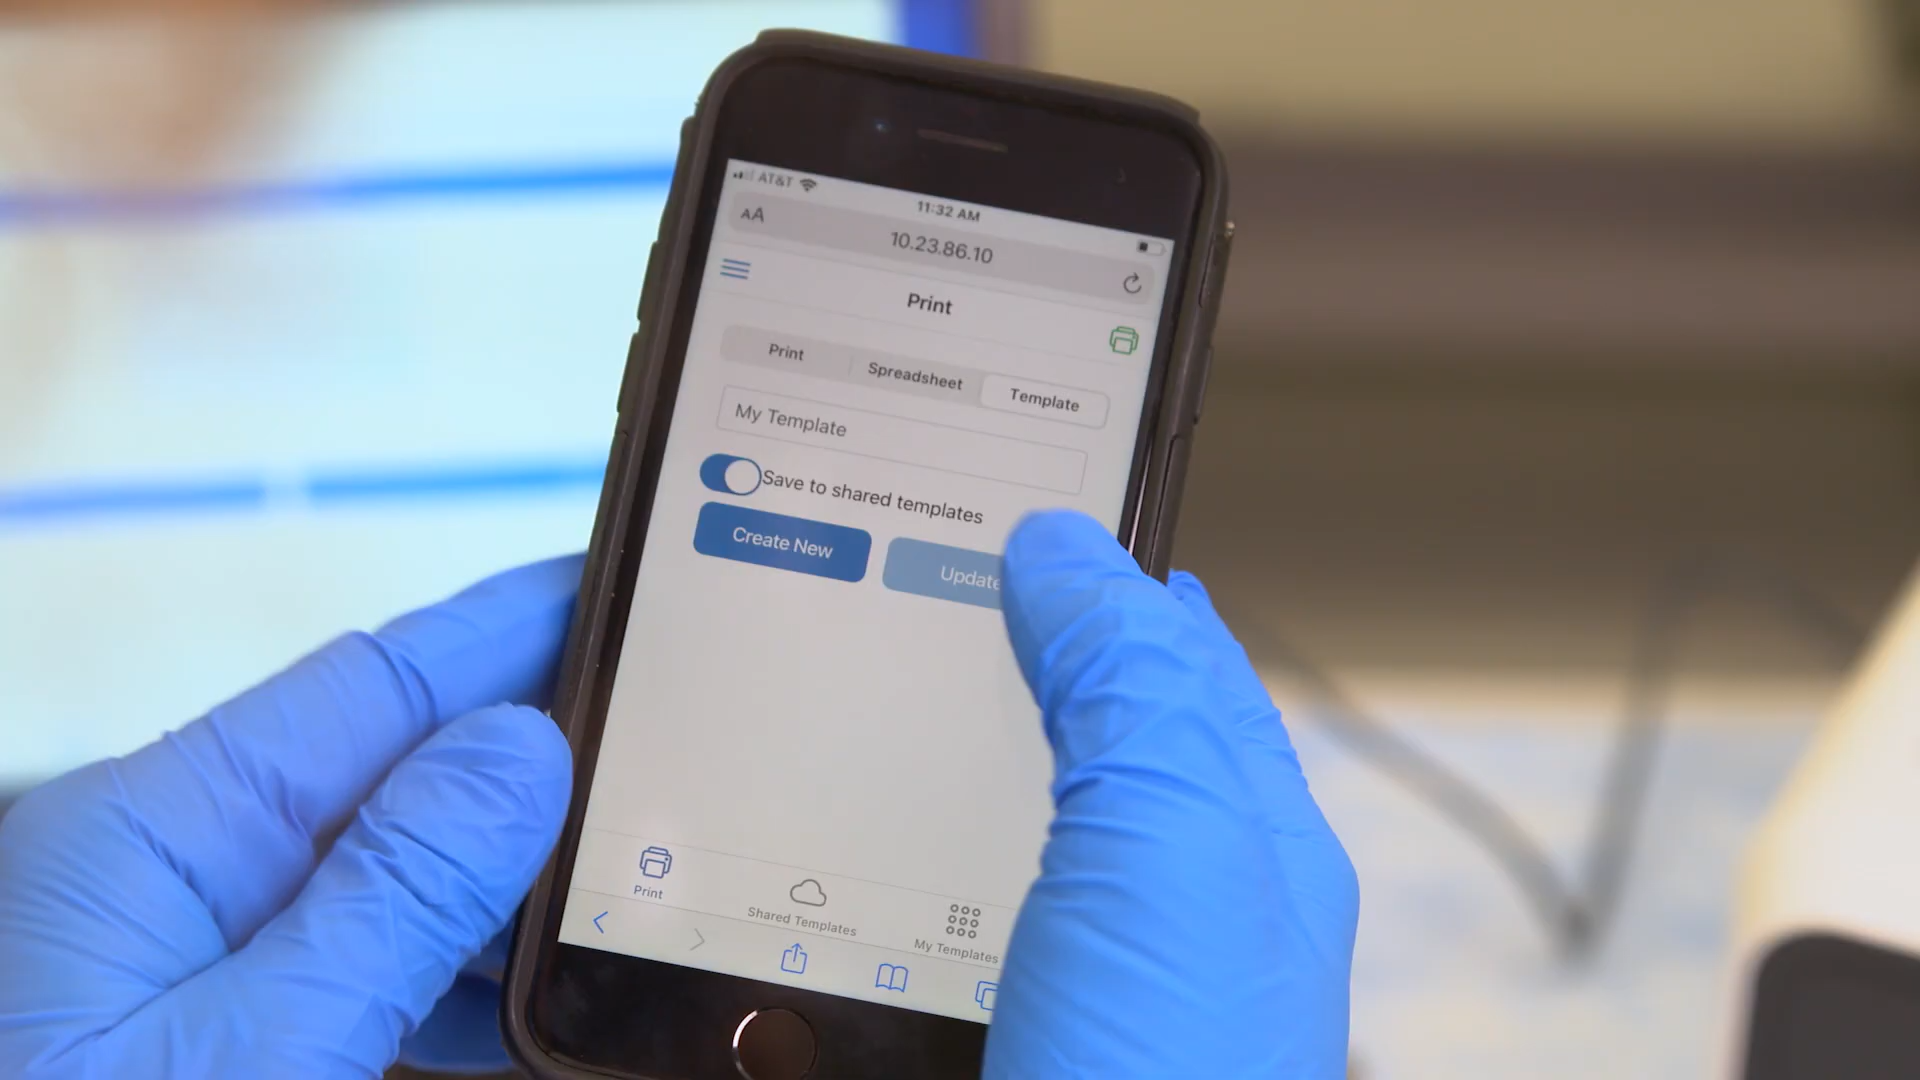 AT&T
11:32 AM
AA
10.23.86.10
Print
Print Spreadsheet Template
My Template
Save to shared templates
Create New Update
Print Shared Templates My Templates